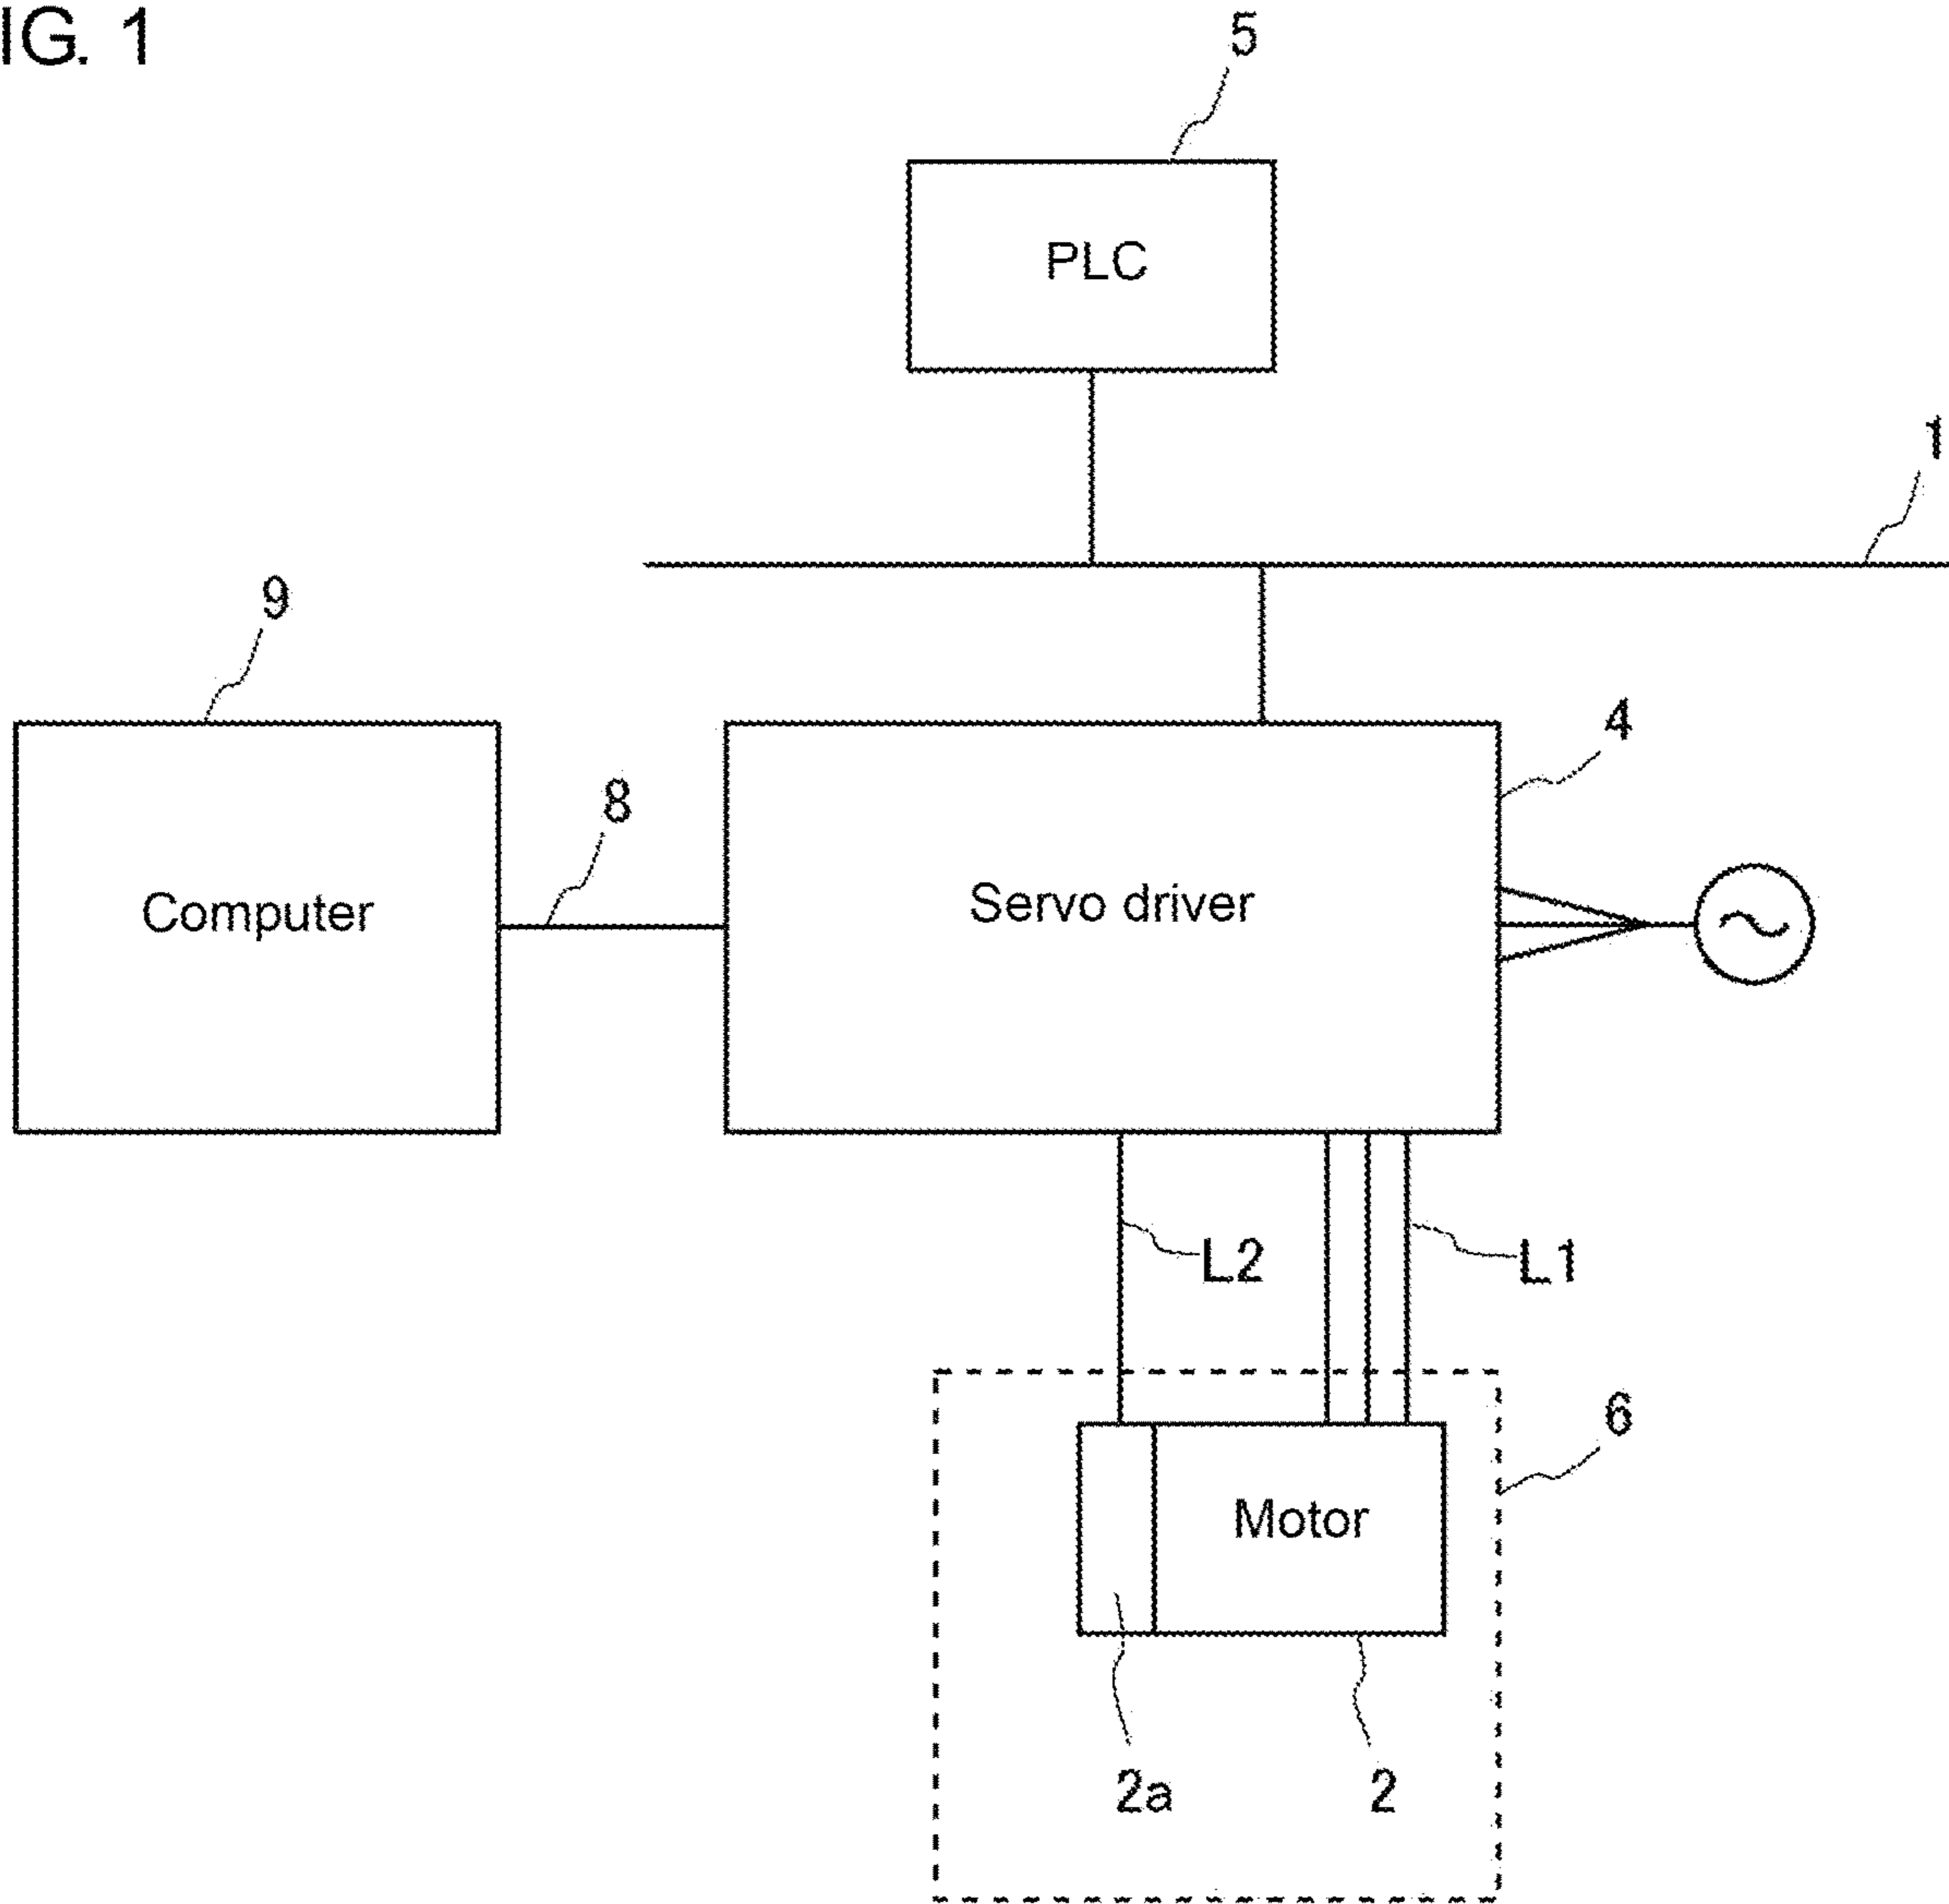 IG. 1
5
PLC
1
9
4
8
Computer
Servo driver
L2
L1
6
Motor
2a
2